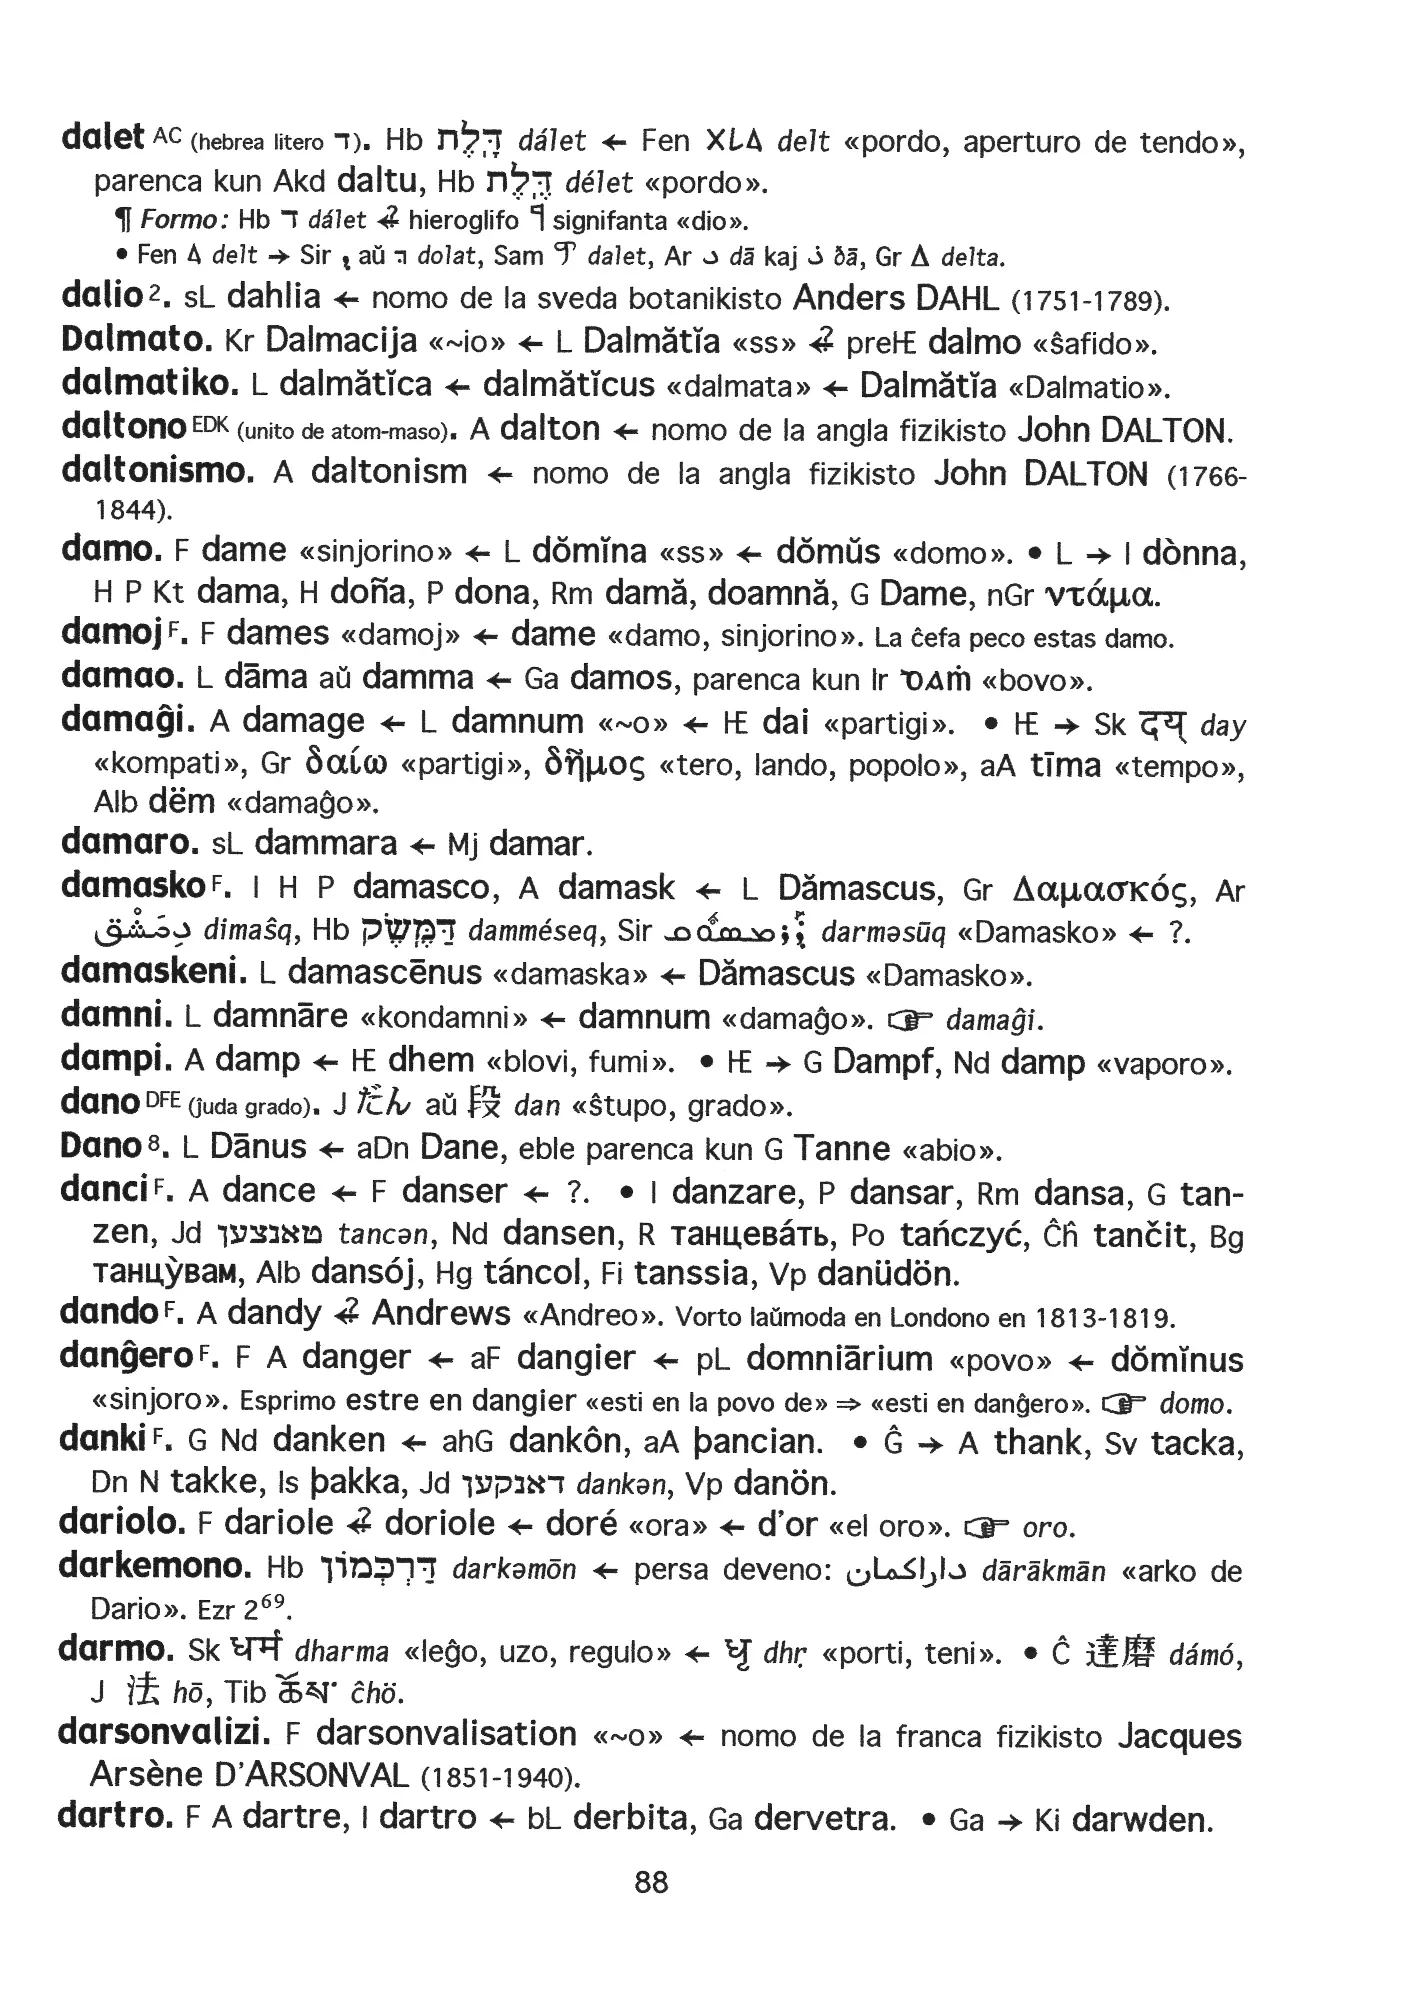 dalet AC (hebrea litero ד). Hb דָּלֶת dálet ← Fen 𐤕𐤋𐤃 delt «pordo, aperturo de tendo»,
parenca kun Akd daltu, Hb דֶּלֶת délet «pordo».
¶ Formo: Hb ד dálet hieroglifo signifanta «dio».
• Fen 𐤃 delt → Sir aŭ dolat, Sam dalet, Ar د dā kaj ذ ðā, Gr Δ delta.
dalio 2. sL dahlia ← nomo de la sveda botanikisto Anders DAHL (1751-1789).
Dalmato. Kr Dalmacija «~io» ← L Dalmătĭa «ss» ⥆? preHE dalmo «ŝafido».
dalmatiko. L dalmătĭca ← dalmătĭcus «dalmata» ← Dalmătĭa «Dalmatio».
daltono EDK (unito de atom-maso). A dalton ← nomo de la angla fizikisto John DALTON.
daltonismo. A daltonism ← nomo de la angla fizikisto John DALTON (1766-
1844).
damo. F dame «sinjorino» ← L dŏmĭna «ss» ← dŏmŭs «domo». • L → I dònna,
H P Kt dama, H doña, P dona, Rm damă, doamnă, G Dame, nGr ντάμα.
damoj F. F dames «damoj» ← dame «damo, sinjorino». La ĉefa peco estas damo.
damao. L dāma aŭ damma ← Ga damos, parenca kun Ir ꝺaṁ «bovo».
damaĝi. A damage ← L damnum «~o» ← HE dai «partigi». • HE → Sk दय् day
«kompati», Gr δαίω «partigi», δῆμος «tero, lando, popolo», aA tīma «tempo»,
Alb dëm «damaĝo».
damaro. sL dammara ← Mj damar.
damasko F. I H P damasco, A damask ← L Dămascus, Gr Δαμασκός, Ar
دِمَشْق dimaŝq, Hb דַּמֶּשֶׂק damméseq, Sir darməsūq «Damasko» ← ?.
damaskeni. L damascēnus «damaska» ← Dămascus «Damasko».
damni. L damnāre «kondamni» ← damnum «damaĝo». ☞ damaĝi.
dampi. A damp ← HE dhem «blovi, fumi». • HE → G Dampf, Nd damp «vaporo».
dano DFE (ĵuda grado). J だん aŭ 段 dan «ŝtupo, grado».
Dano 8. L Dānus ← aDn Dane, eble parenca kun G Tanne «abio».
danci F. A dance ← F danser ← ?. • I danzare, P dansar, Rm dansa, G tan-
zen, Jd טאנצען tancən, Nd dansen, R танцева́ть, Po tańczyć, Ĉĥ tančit, Bg
танцу̀вам, Alb dansój, Hg táncol, Fi tanssia, Vp danüdön.
dando F. A dandy ⥆? Andrews «Andreo». Vorto laŭmoda en Londono en 1813-1819.
danĝero F. F A danger ← aF dangier ← pL domniārium «povo» ← dŏmĭnus
«sinjoro». Esprimo estre en dangier «esti en la povo de» ⇒ «esti en danĝero». ☞ domo.
danki F. G Nd danken ← ahG dankôn, aA þancian. • Ĝ → A thank, Sv tacka,
Dn N takke, Is þakka, Jd דאנקען dankən, Vp danön.
dariolo. F dariole ⥆? doriole ← doré «ora» ← d’or «el oro». ☞ oro.
darkemono. Hb דַּרְכְּמוֹן darkəmōn ← persa deveno: داراکمان dārākmān «arko de
Dario». Ezr 2⁶⁹.
darmo. Sk धर्म dharma «leĝo, uzo, regulo» ← धृ dhṛ «porti, teni». • Ĉ 達磨 dámó,
J 法 hō, Tib ཆོས་ ĉhö.
darsonvalizi. F darsonvalisation «~o» ← nomo de la franca fizikisto Jacques
Arsène D’ARSONVAL (1851-1940).
dartro. F A dartre, I dartro ← bL derbita, Ga dervetra. • Ga → Ki darwden.
88